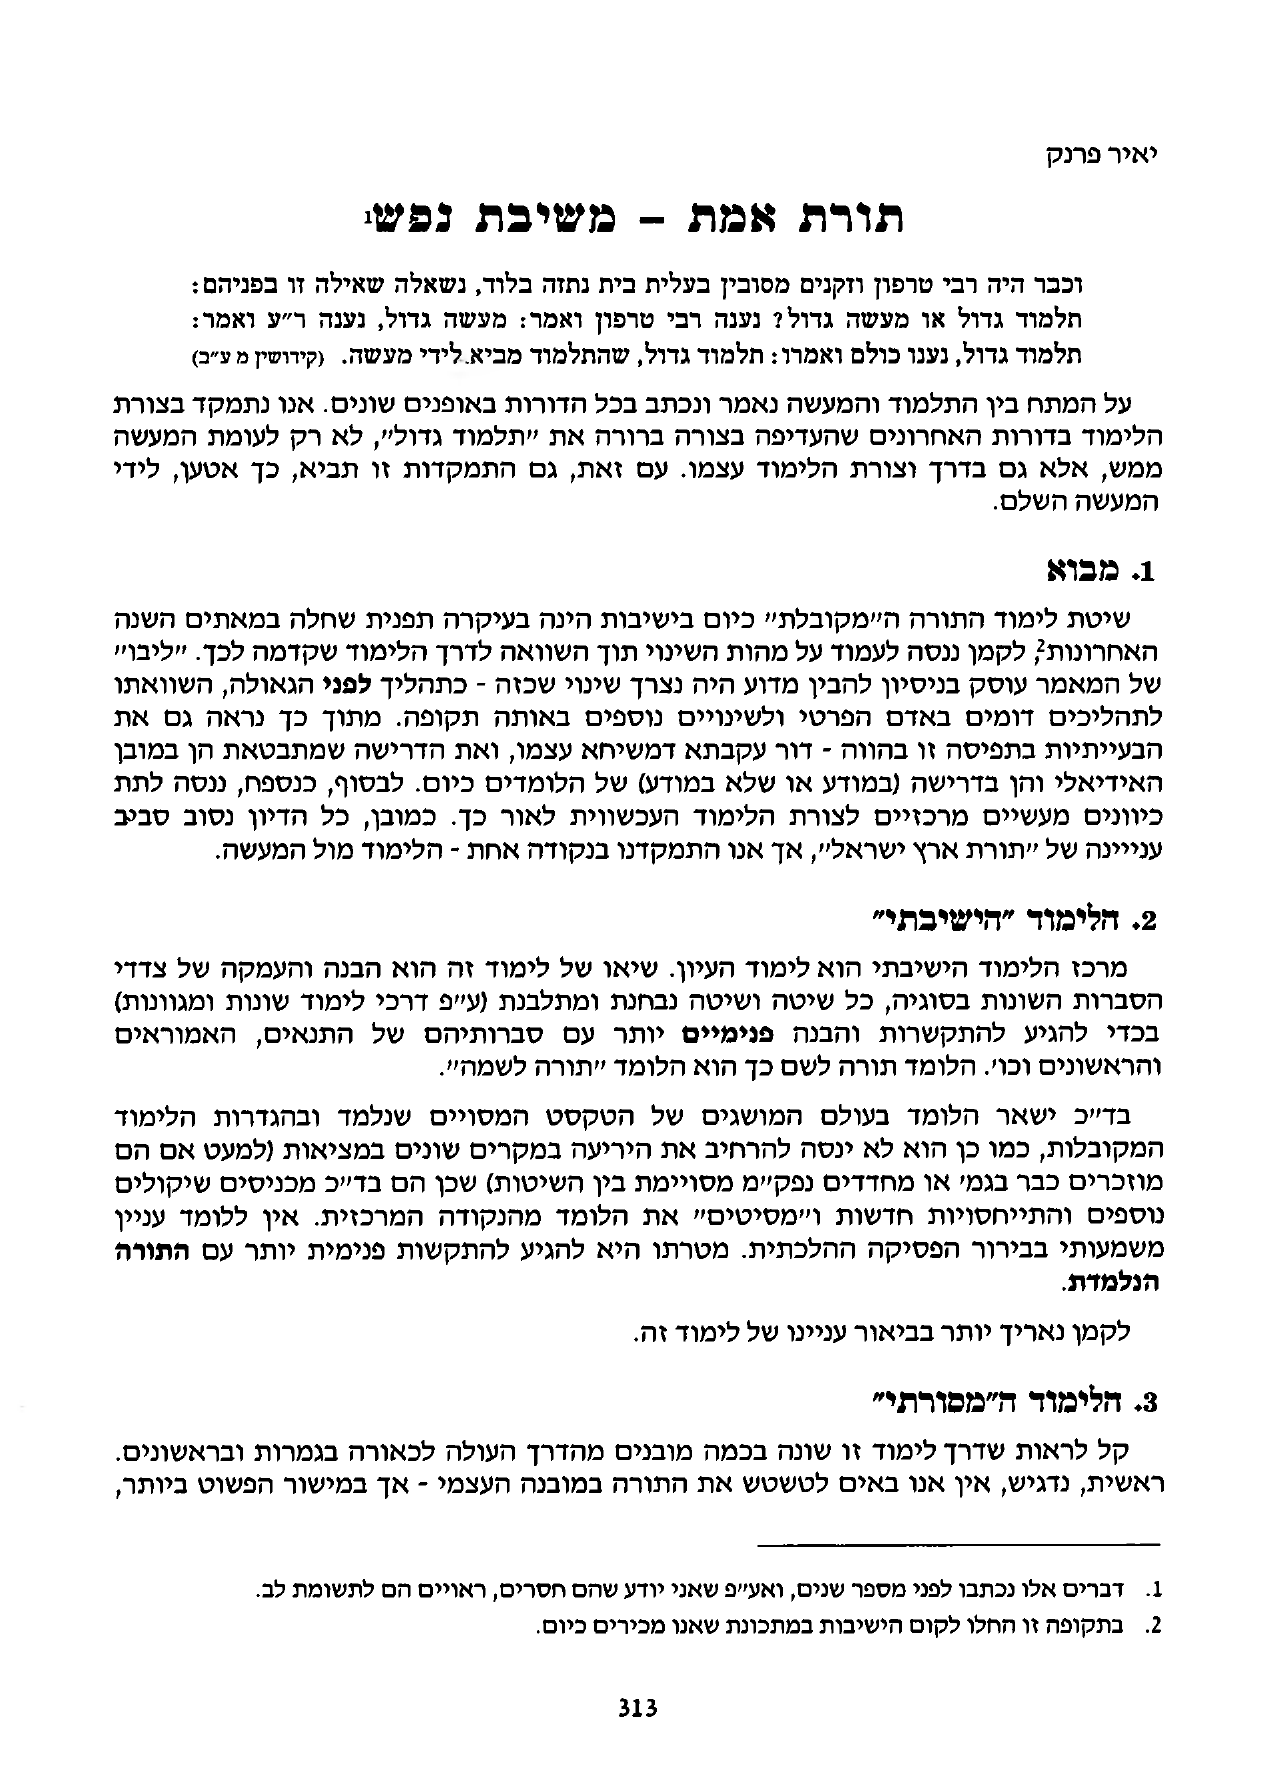 יאיר פרנק
תורת אמת – משיבת נפש¹
וכבר היה רבי טרפון וזקנים מסובין בעלית בית נתזה בלוד, נשאלה שאילה זו בפניהם:
תלמוד גדול או מעשה גדול? נענה רבי טרפון ואמר: מעשה גדול, נענה ר״ע ואמר:
תלמוד גדול, נענו כולם ואמרו: תלמוד גדול, שהתלמוד מביא לידי מעשה. (קידושין מ ע״ב)
על המתח בין התלמוד והמעשה נאמר ונכתב בכל הדורות באופנים שונים. אנו נתמקד בצורת
הלימוד בדורות האחרונים שהעדיפה בצורה ברורה את ״תלמוד גדול״, לא רק לעומת המעשה
ממש, אלא גם בדרך וצורת הלימוד עצמו. עם זאת, גם התמקדות זו תביא, כך אטען, לידי
המעשה השלם.
1. מבוא
שיטת לימוד התורה ה״מקובלת״ כיום בישיבות הינה בעיקרה תפנית שחלה במאתים השנה
האחרונות², לקמן ננסה לעמוד על מהות השינוי תוך השוואה לדרך הלימוד שקדמה לכך. ״ליבו״
של המאמר עוסק בניסיון להבין מדוע היה נצרך שינוי שכזה - כתהליך לפני הגאולה, השוואתו
לתהליכים דומים באדם הפרטי ולשינויים נוספים באותה תקופה. מתוך כך נראה גם את
הבעייתיות בתפיסה זו בהווה - דור עקבתא דמשיחא עצמו, ואת הדרישה שמתבטאת הן במובן
האידיאלי והן בדרישה (במודע או שלא במודע) של הלומדים כיום. לבסוף, כנספח, ננסה לתת
כיוונים מעשיים מרכזיים לצורת הלימוד העכשווית לאור כך. כמובן, כל הדיון נסוב סביב
ענייינה של ״תורת ארץ ישראל״, אך אנו התמקדנו בנקודה אחת - הלימוד מול המעשה.
2. הלימוד ״הישיבתי״
מרכז הלימוד הישיבתי הוא לימוד העיון. שיאו של לימוד זה הוא הבנה והעמקה של צדדי
הסברות השונות בסוגיה, כל שיטה ושיטה נבחנת ומתלבנת (ע״פ דרכי לימוד שונות ומגוונות)
בכדי להגיע להתקשרות והבנה פנימיים יותר עם סברותיהם של התנאים, האמוראים
והראשונים וכו׳. הלומד תורה לשם כך הוא הלומד ״תורה לשמה״.
בד״כ ישאר הלומד בעולם המושגים של הטקסט המסויים שנלמד ובהגדרות הלימוד
המקובלות, כמו כן הוא לא ינסה להרחיב את היריעה במקרים שונים במציאות (למעט אם הם
מוזכרים כבר בגמ׳ או מחדדים נפק״מ מסויימת בין השיטות) שכן הם בד״כ מכניסים שיקולים
נוספים והתייחסויות חדשות ו״מסיטים״ את הלומד מהנקודה המרכזית. אין ללומד עניין
משמעותי בבירור הפסיקה ההלכתית. מטרתו היא להגיע להתקשות פנימית יותר עם התורה
הנלמדת.
לקמן נאריך יותר בביאור עניינו של לימוד זה.
3. הלימוד ה״מסורתי״
קל לראות שדרך לימוד זו שונה בכמה מובנים מהדרך העולה לכאורה בגמרות ובראשונים.
ראשית, נדגיש, אין אנו באים לטשטש את התורה במובנה העצמי - אך במישור הפשוט ביותר,
1. דברים אלו נכתבו לפני מספר שנים, ואע״פ שאני יודע שהם חסרים, ראויים הם לתשומת לב.
2. בתקופה זו החלו לקום הישיבות במתכונת שאנו מכירים כיום.
313